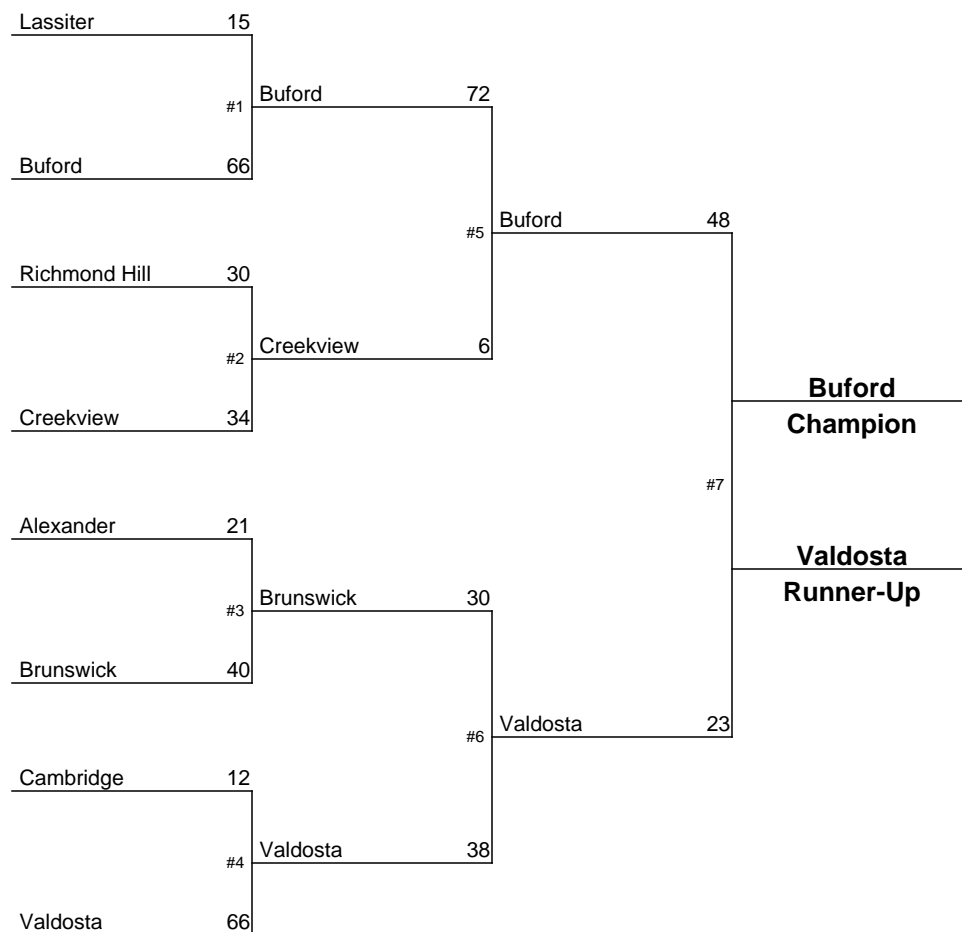 Lassiter 15
#1 Buford 72
Buford 66
#5 Buford 48
Richmond Hill 30
#2 Creekview 6
Creekview 34
Buford
Champion
#7
Alexander 21
Valdosta
Runner-Up
#3 Brunswick 30
Brunswick 40
#6 Valdosta 23
Cambridge 12
#4 Valdosta 38
Valdosta 66